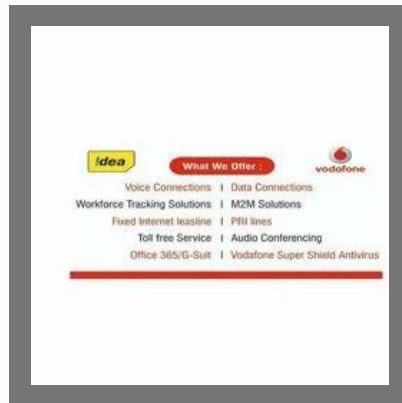 !dea
What We Offer :
vodafone
Voice Connections | Data Connections
Workforce Tracking Solutions | M2M Solutions
Fixed Internet leasline | PRI lines
Toll free Service | Audio Conferencing
Office 365/G-Suit | Vodafone Super Shield Antivirus